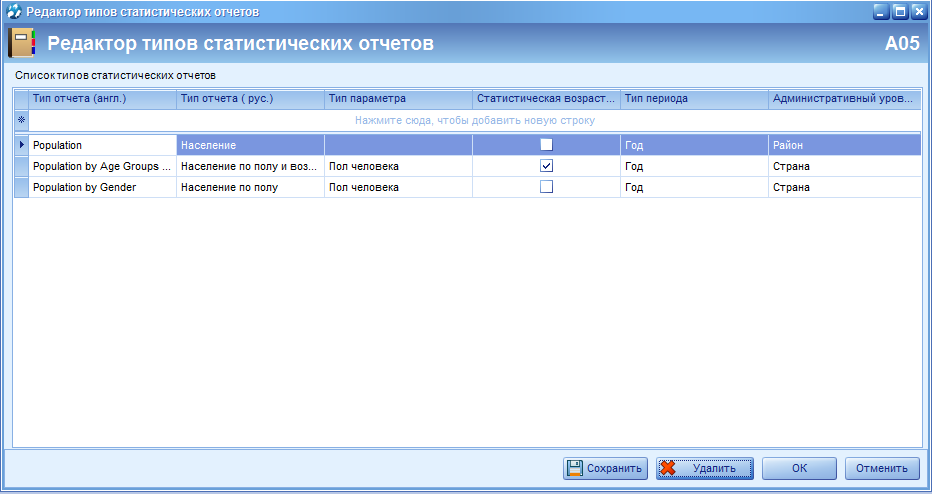 Редактор типов статистических отчетов
Редактор типов статистических отчетов A05
Список типов статистических отчетов
Тип отчета (англ.) Тип отчета ( рус.) Тип параметра Статистическая возраст... Тип периода Административный уров...
Нажмите сюда, чтобы добавить новую строку
Population Население Год Район
Population by Age Groups ... Население по полу и воз... Пол человека Год Страна
Population by Gender Население по полу Пол человека Год Страна
Сохранить Удалить OK Отменить